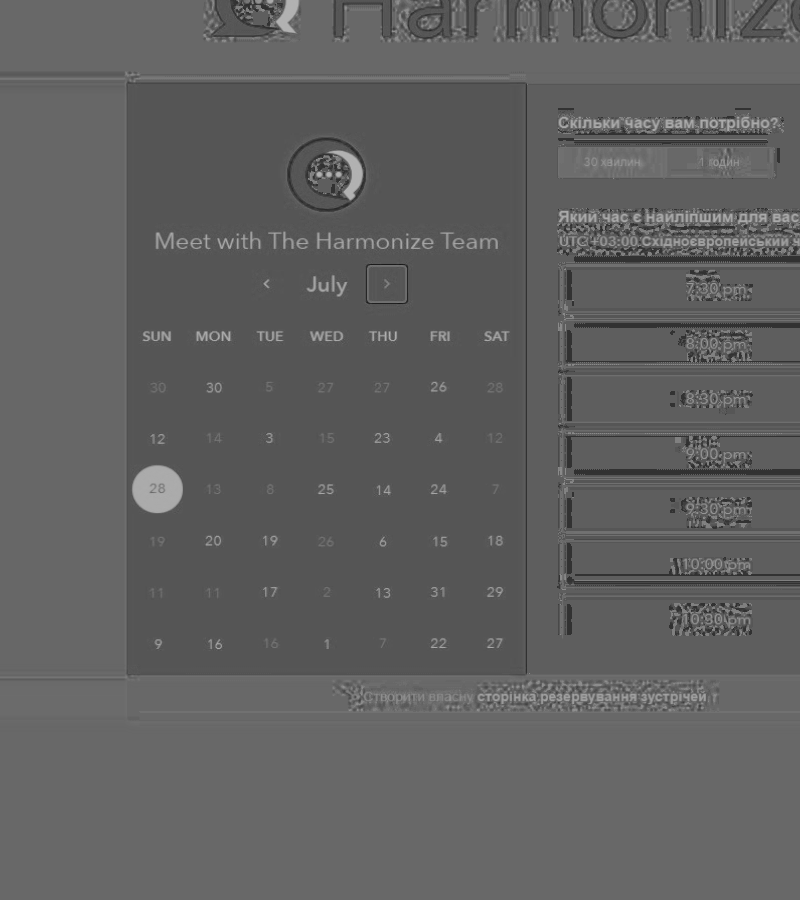 Harmonize
Meet with The Harmonize Team
July
SUN MON TUE WED THU FRI SAT
30 30 5 27 27 26 28
12 14 3 15 23 4 12
28 13 8 25 14 24 7
19 20 19 26 6 15 18
11 11 17 2 13 31 29
9 16 16 1 7 22 27
Скільки часу вам потрібно?
30 хвилин 1 годин
Який час є найліпшим для вас
UTC +03:00 Східноєвропейський ч
7:30 pm
8:00 pm
8:30 pm
9:00 pm
9:30 pm
10:00 pm
10:30 pm
Створити власну сторінка резервування зустрічей